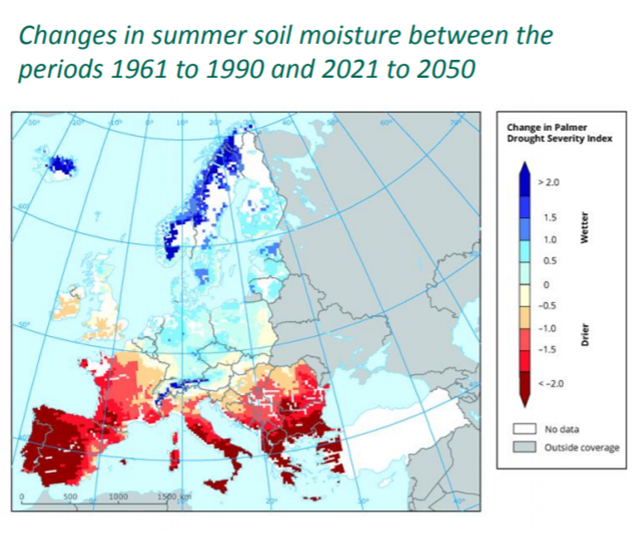 Changes in summer soil moisture between the
periods 1961 to 1990 and 2021 to 2050
Change in Palmer
Drought Severity Index
> 2.0
1.5
1.0
0.5
0
-0.5
-1.0
-1.5
< -2.0
Wetter
Drier
No data
Outside coverage
0 500 1000 1500 km